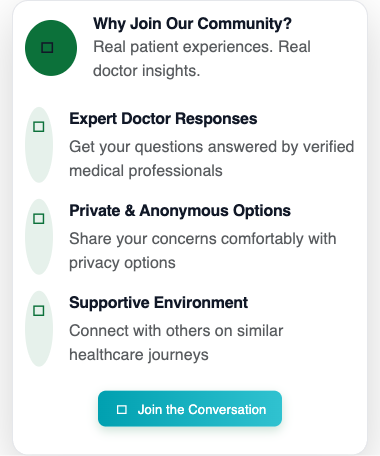 Why Join Our Community?
Real patient experiences. Real
doctor insights.
Expert Doctor Responses
Get your questions answered by verified
medical professionals
Private & Anonymous Options
Share your concerns comfortably with
privacy options
Supportive Environment
Connect with others on similar
healthcare journeys
Join the Conversation